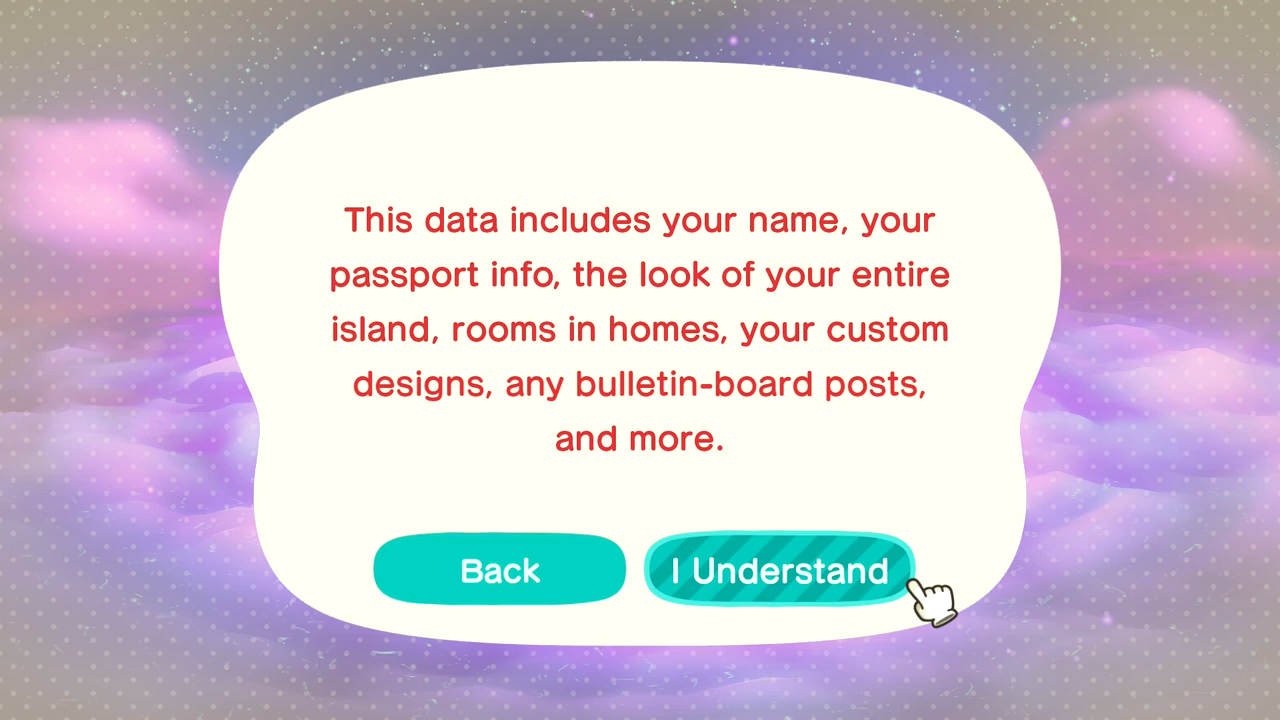 This data includes your name, your
passport info, the look of your entire
island, rooms in homes, your custom
designs, any bulletin-board posts,
and more.
Back
I Understand